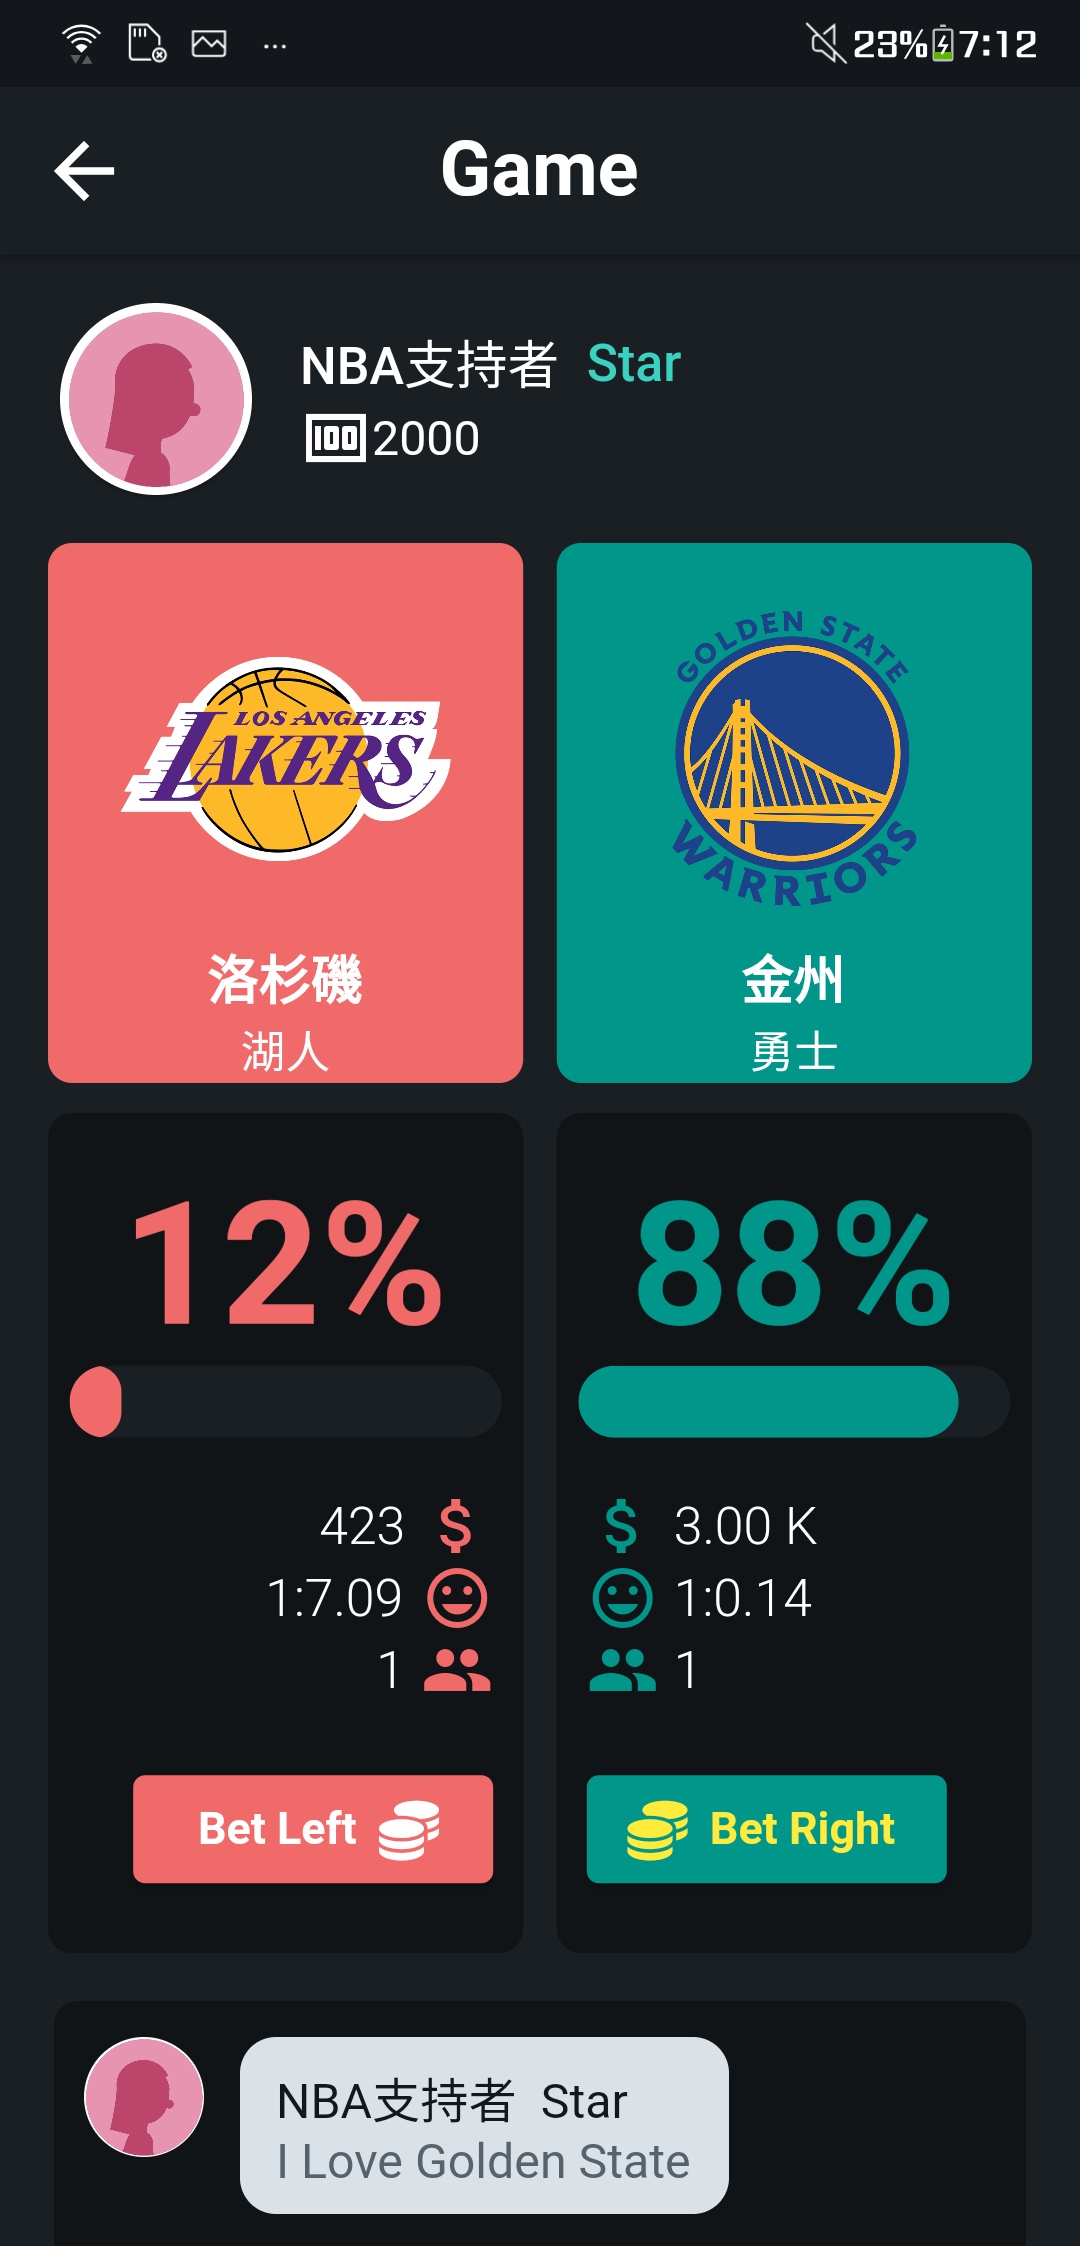 23% 7:12
Game
NBA支持者 Star
100 2000
LOS ANGELES
LAKERS
GOLDEN STATE
WARRIORS
洛杉磯
湖人
金州
勇士
12%
88%
423 $
$ 3.00 K
1:7.09
1:0.14
1
1
Bet Left
Bet Right
NBA支持者 Star
I Love Golden State